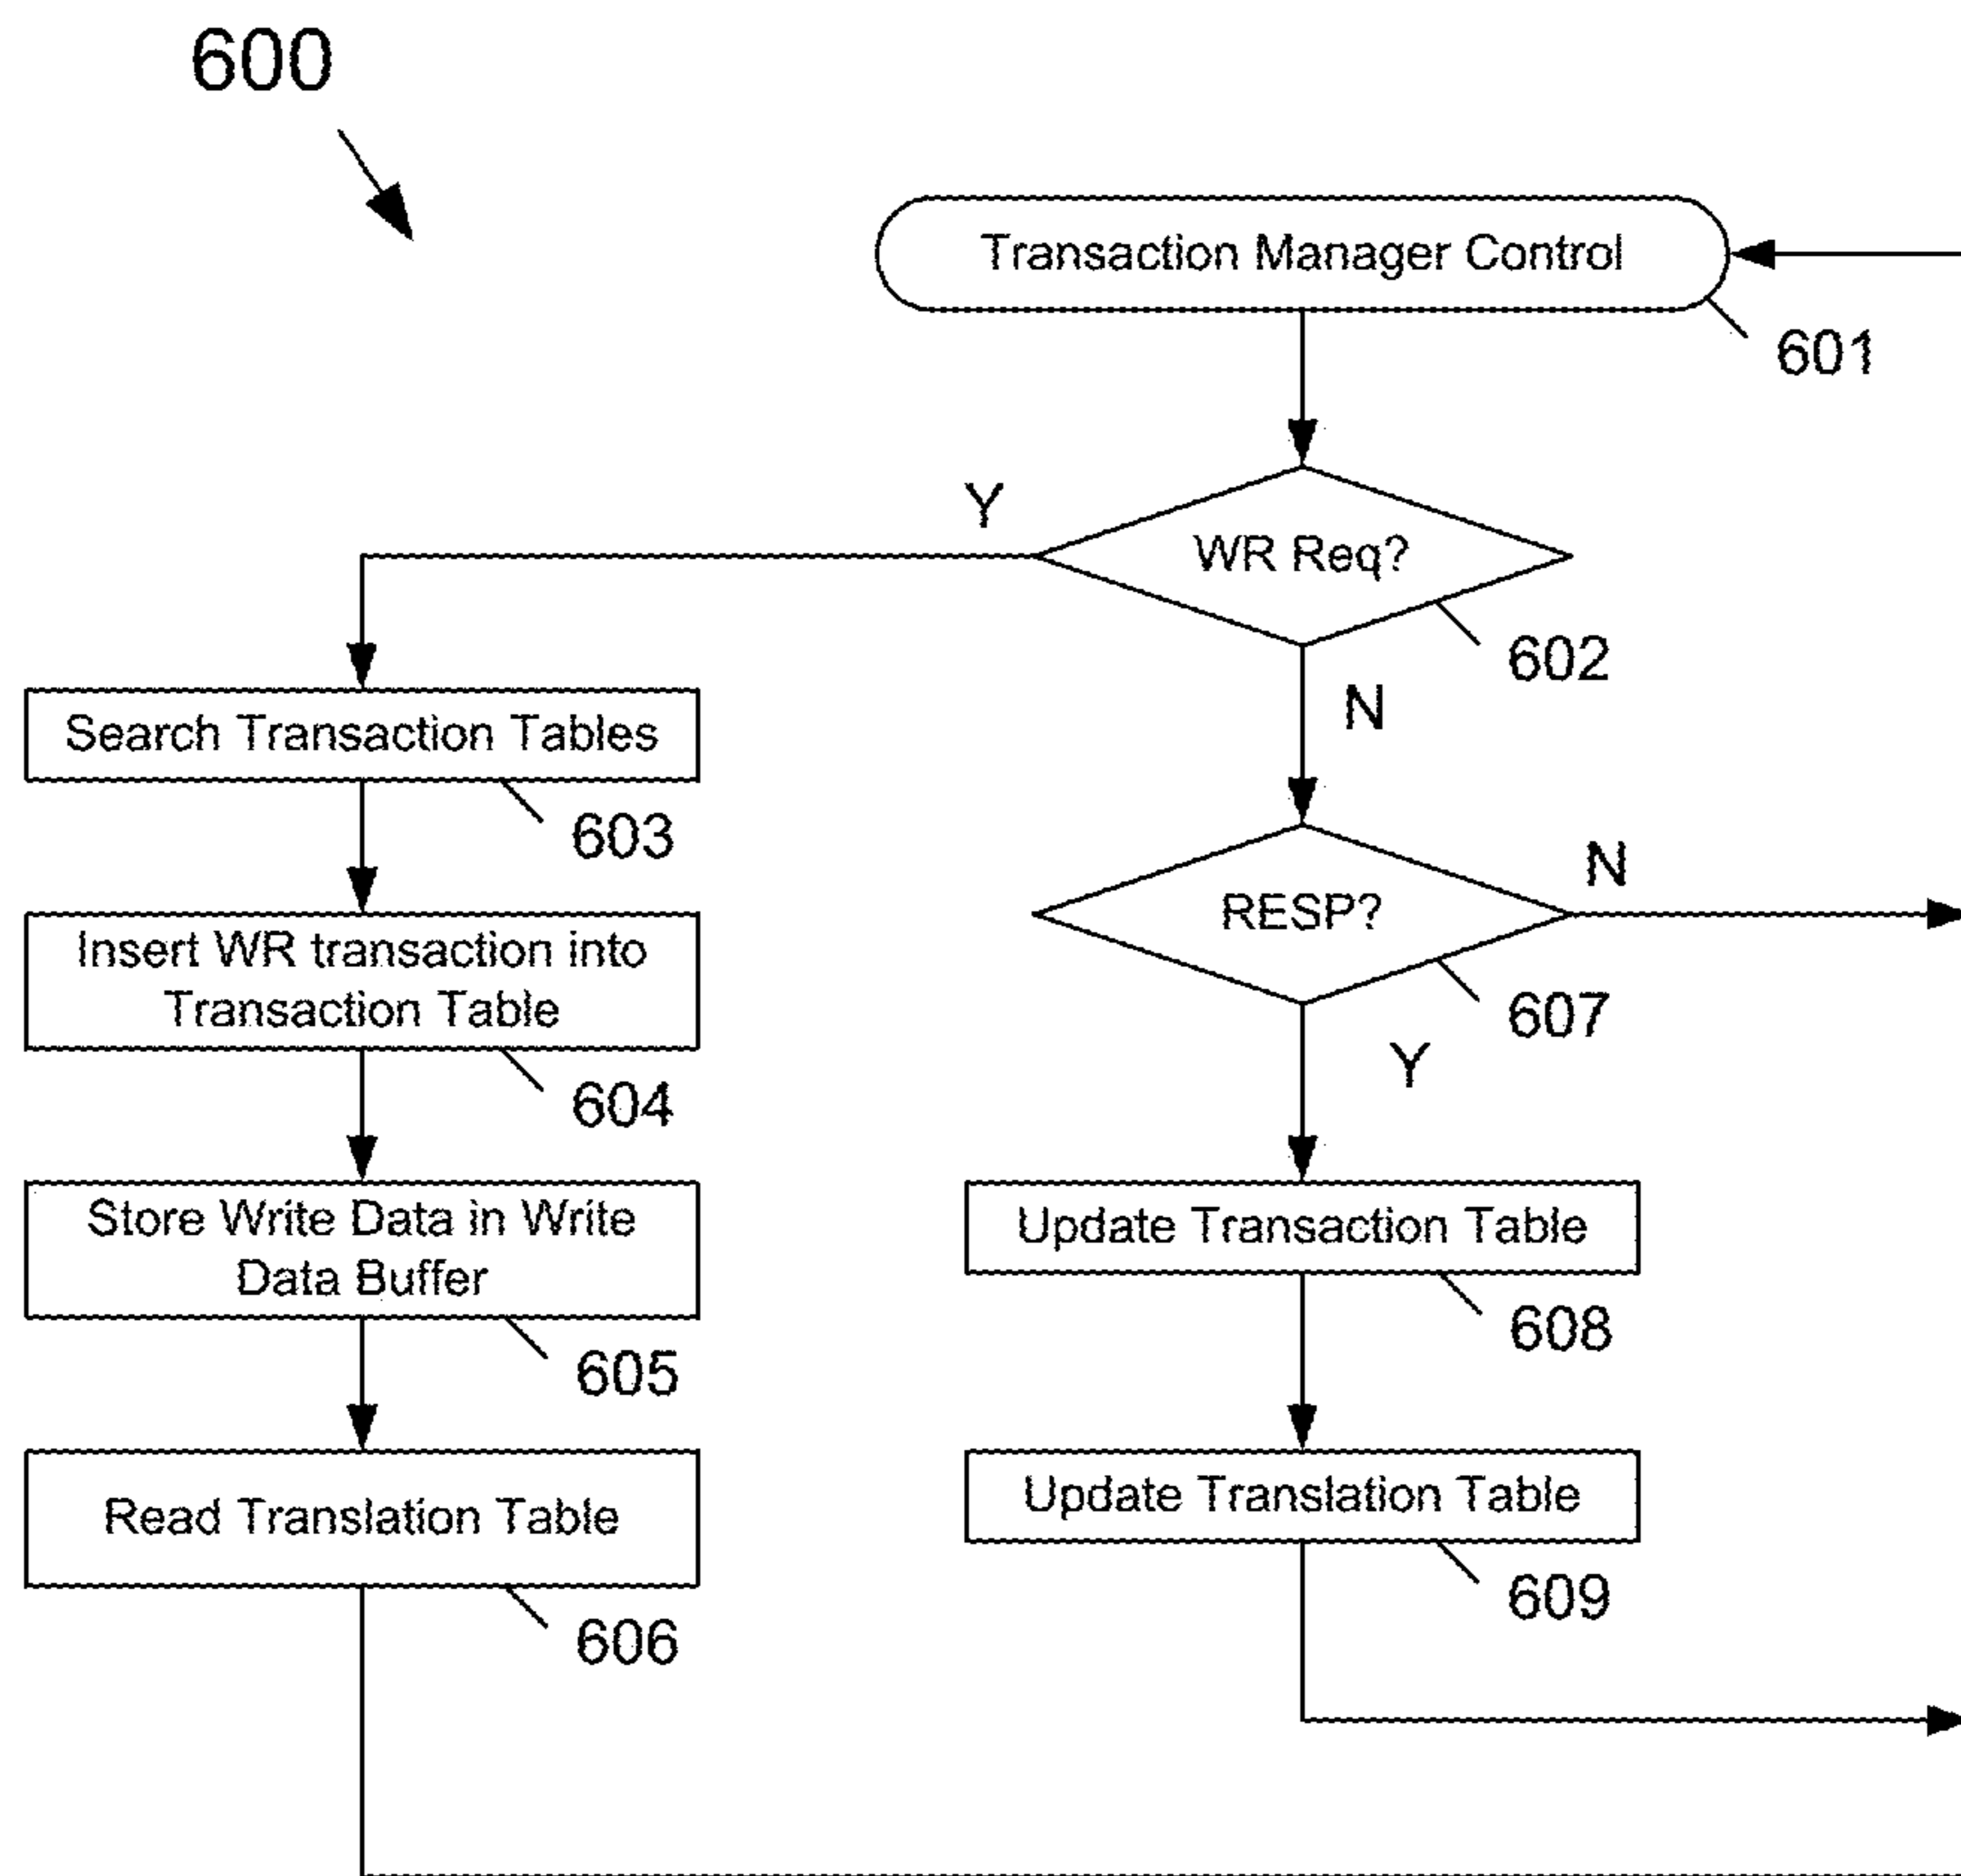 600
Transaction Manager Control
601
Y
WR Req?
602
N
Search Transaction Tables
603
RESP?
N
607
Insert WR transaction into
Transaction Table
604
Y
Store Write Data in Write
Data Buffer
605
Update Transaction Table
608
Read Translation Table
606
Update Translation Table
609